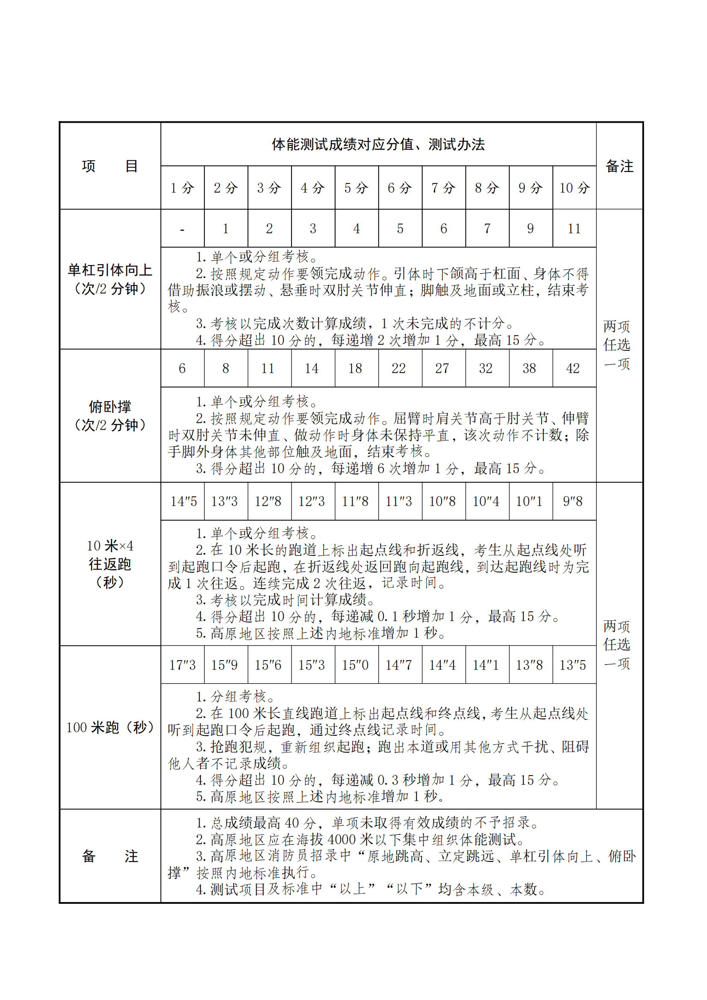 项　　目
体能测试成绩对应分值、测试办法
备注
1 分 2 分 3 分 4 分 5 分 6 分 7 分 8 分 9 分 10 分
单杠引体向上
（次/2 分钟）
- 1 2 3 4 5 6 7 9 11
1. 单个或分组考核。
2. 按照规定动作要领完成动作。引体时下颌高于杠面、身体不得
借助振浪或摆动、悬垂时双肘关节伸直；脚触及地面或立柱，结束考
核。
3. 考核以完成次数计算成绩，1 次未完成的不计分。
4. 得分超出 10 分的，每递增 2 次增加 1 分，最高 15 分。
两项
任选
一项
俯卧撑
（次/2 分钟）
6 8 11 14 18 22 27 32 38 42
1. 单个或分组考核。
2. 按照规定动作要领完成动作。屈臂时肩关节高于肘关节、伸臂
时双肘关节未伸直、做动作时身体未保持平直，该次动作不计数；除
手脚外身体其他部位触及地面，结束考核。
3. 得分超出 10 分的，每递增 6 次增加 1 分，最高 15 分。
10 米×4
往返跑
（秒）
14″5 13″3 12″8 12″3 11″8 11″3 10″8 10″4 10″1 9″8
1. 单个或分组考核。
2. 在 10 米长的跑道上标出起点线和折返线，考生从起点线处听
到起跑口令后起跑，在折返线处返回跑向起跑线，到达起跑线时为完
成 1 次往返。连续完成 2 次往返，记录时间。
3. 考核以完成时间计算成绩。
4. 得分超出 10 分的，每递减 0.1 秒增加 1 分，最高 15 分。
5. 高原地区按照上述内地标准增加 1 秒。
两项
任选
一项
100 米跑（秒）
17″3 15″9 15″6 15″3 15″0 14″7 14″4 14″1 13″8 13″5
1. 分组考核。
2. 在 100 米长直线跑道上标出起点线和终点线，考生从起点线处
听到起跑口令后起跑，通过终点线记录时间。
3. 抢跑犯规，重新组织起跑；跑出本道或用其他方式干扰、阻碍
他人者不记录成绩。
4. 得分超出 10 分的，每递减 0.3 秒增加 1 分，最高 15 分。
5. 高原地区按照上述内地标准增加 1 秒.
备　　注
1. 总成绩最高 40 分，单项未取得有效成绩的不予招录。
2. 高原地区应在海拔 4000 米以下集中组织体能测试。
3. 高原地区消防员招录中“原地跳高、立定跳远、单杠引体向上、俯卧
撑”按照内地标准执行。
4. 测试项目及标准中“以上”“以下”均含本级、本数。